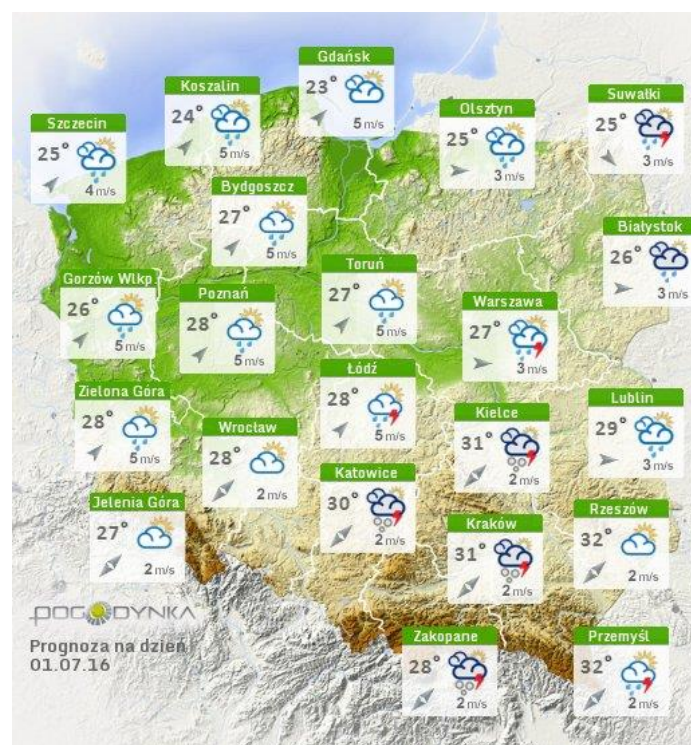 Gdańsk
23°
5 m/s
Koszalin
24°
5 m/s
Suwałki
25°
3 m/s
Olsztyn
25°
3 m/s
Szczecin
25°
4 m/s
Bydgoszcz
27°
5 m/s
Białystok
26°
3 m/s
Toruń
27°
5 m/s
Gorzów Wlkp
26°
5 m/s
Poznań
28°
5 m/s
Warszawa
27°
3 m/s
Łódź
28°
5 m/s
Zielona Góra
28°
5 m/s
Lublin
29°
3 m/s
Kielce
31°
2 m/s
Wrocław
28°
2 m/s
Katowice
30°
2 m/s
Jelenia Góra
27°
2 m/s
Rzeszów
32°
2 m/s
Kraków
31°
2 m/s
POGODYNKA
Prognoza na dzień
01.07.16
Zakopane
28°
2 m/s
Przemyśl
32°
2 m/s